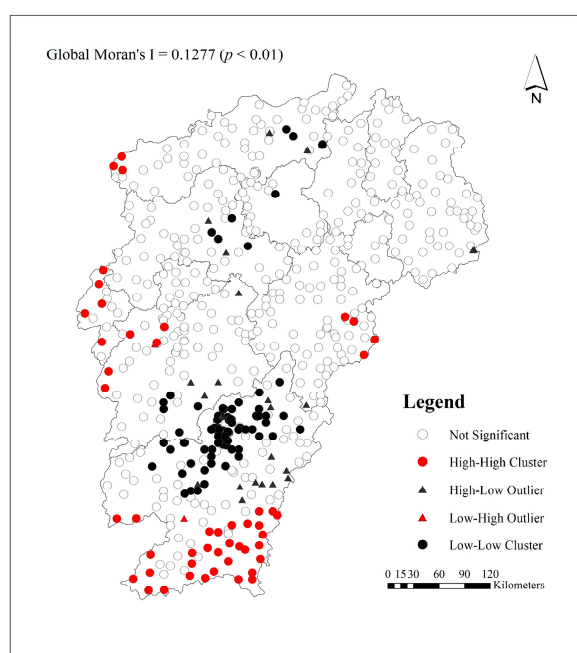 Global Moran's I = 0.1277 (p < 0.01)
N
Legend
Not Significant
High-High Cluster
High-Low Outlier
Low-High Outlier
Low-Low Cluster
0 15 30 60 90 120
Kilometers